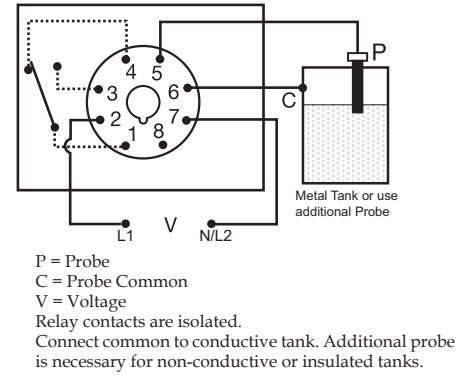 P
4 5
3 6
C
2 7
1 8
Metal Tank or use
additional Probe
L1 V N/L2
P = Probe
C = Probe Common
V = Voltage
Relay contacts are isolated.
Connect common to conductive tank. Additional probe
is necessary for non-conductive or insulated tanks.